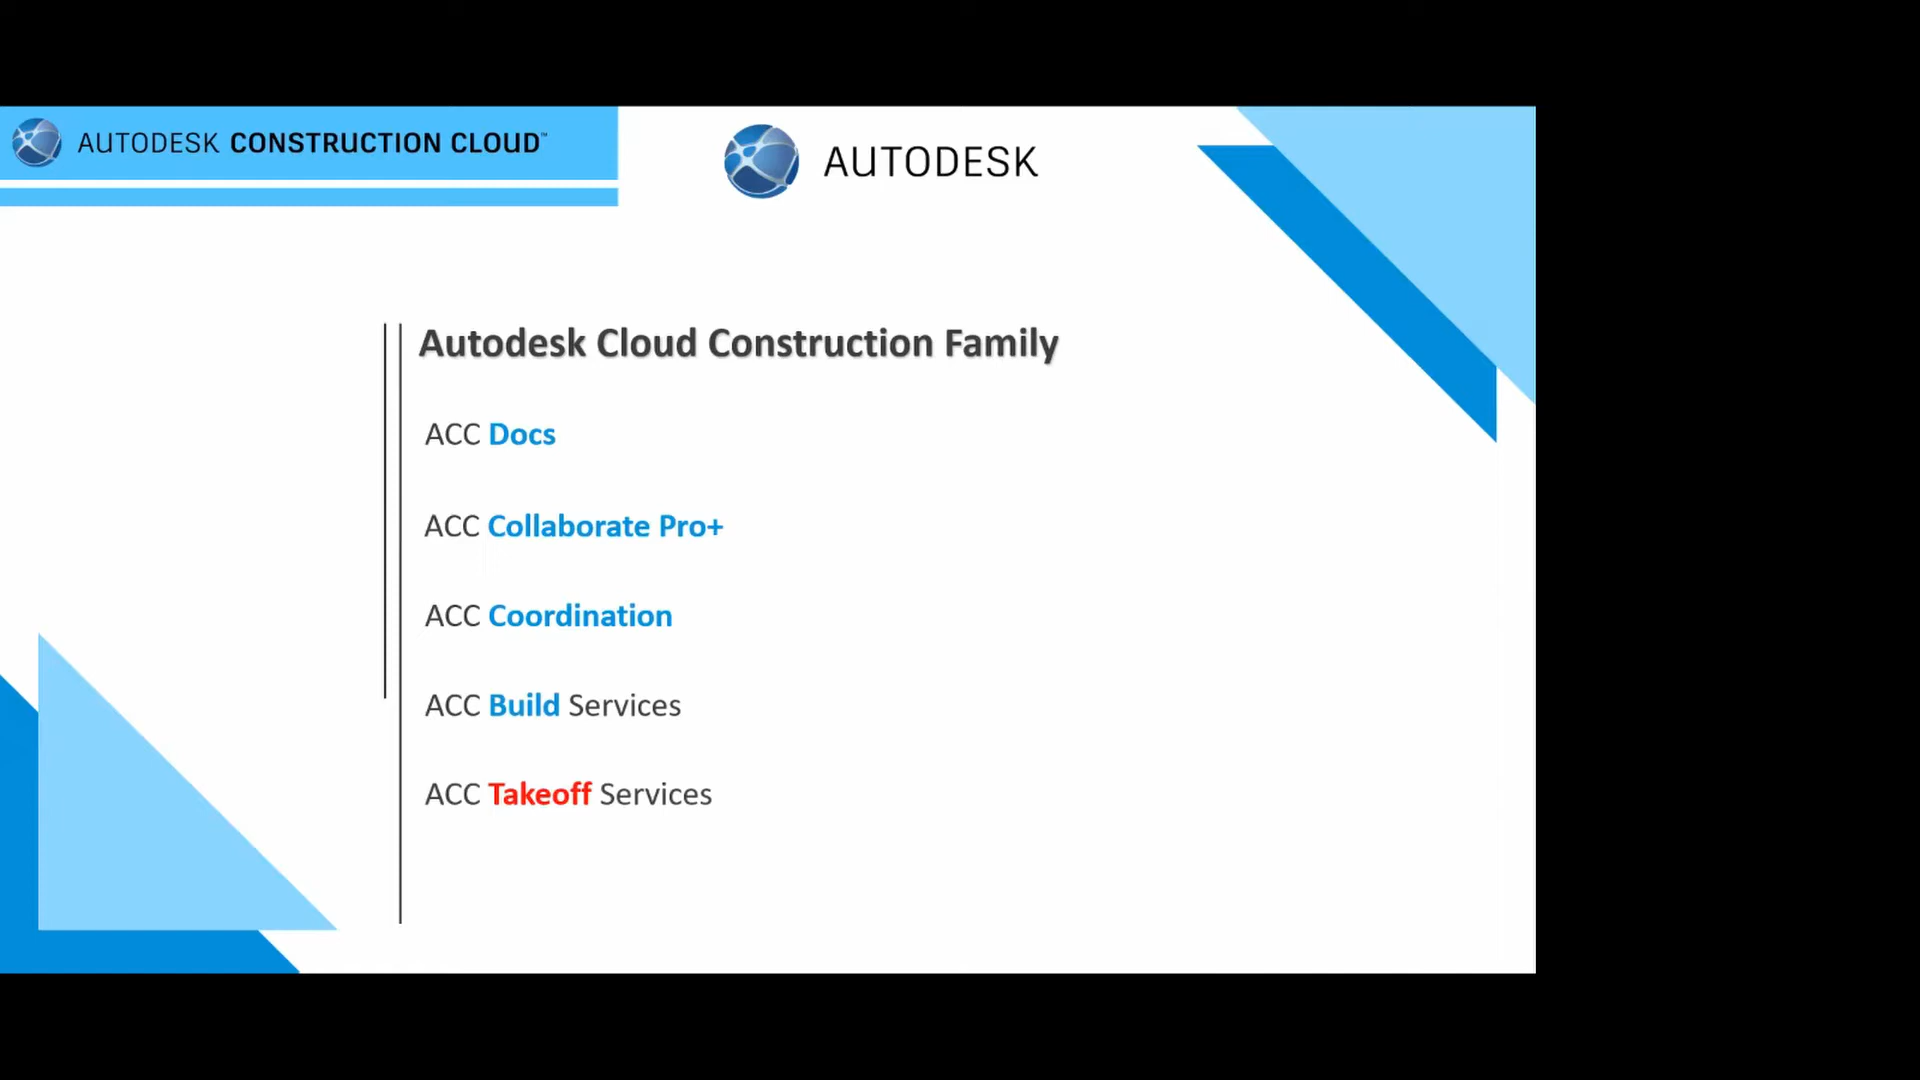 AUTODESK CONSTRUCTION CLOUD™
AUTODESK
Autodesk Cloud Construction Family
ACC Docs
ACC Collaborate Pro+
ACC Coordination
ACC Build Services
ACC Takeoff Services